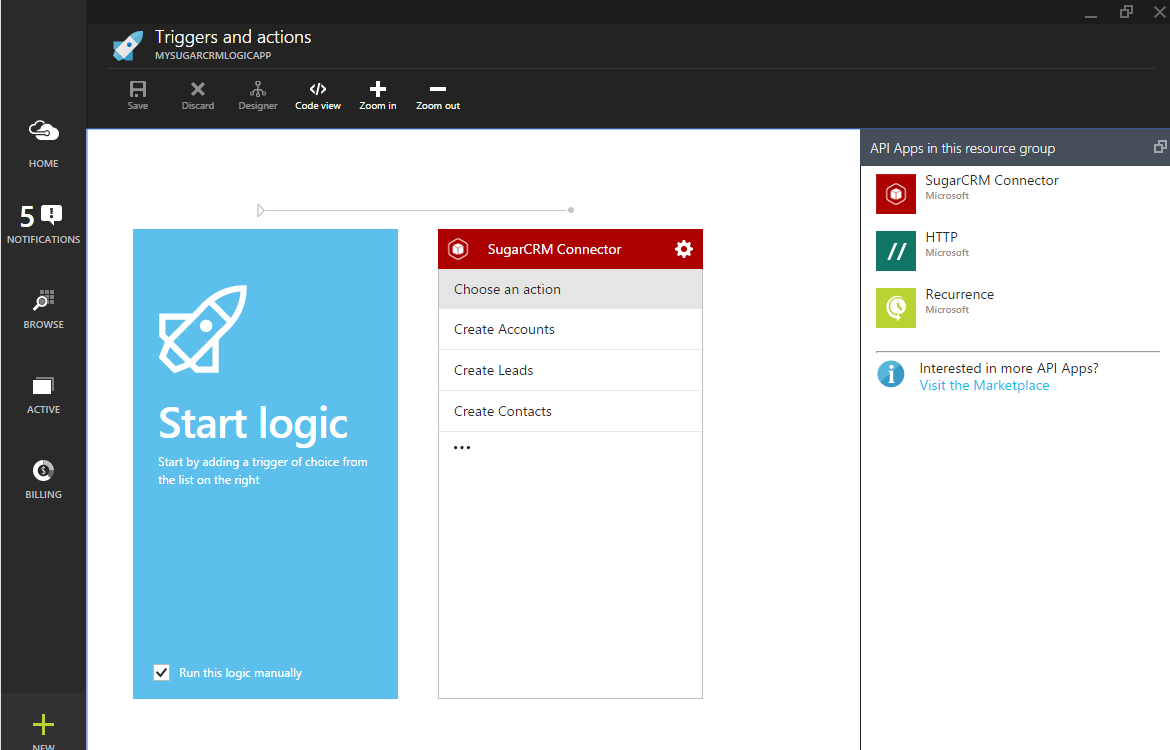 Triggers and actions
MYSUGARCRMLOGICAPP
Save
Discard
Designer
Code view
Zoom in
Zoom out
HOME
5
NOTIFICATIONS
BROWSE
ACTIVE
BILLING
NEW
Start logic
Start by adding a trigger of choice from
the list on the right
Run this logic manually
SugarCRM Connector
Choose an action
Create Accounts
Create Leads
Create Contacts
...
API Apps in this resource group
SugarCRM Connector
Microsoft
HTTP
Microsoft
Recurrence
Microsoft
Interested in more API Apps?
Visit the Marketplace